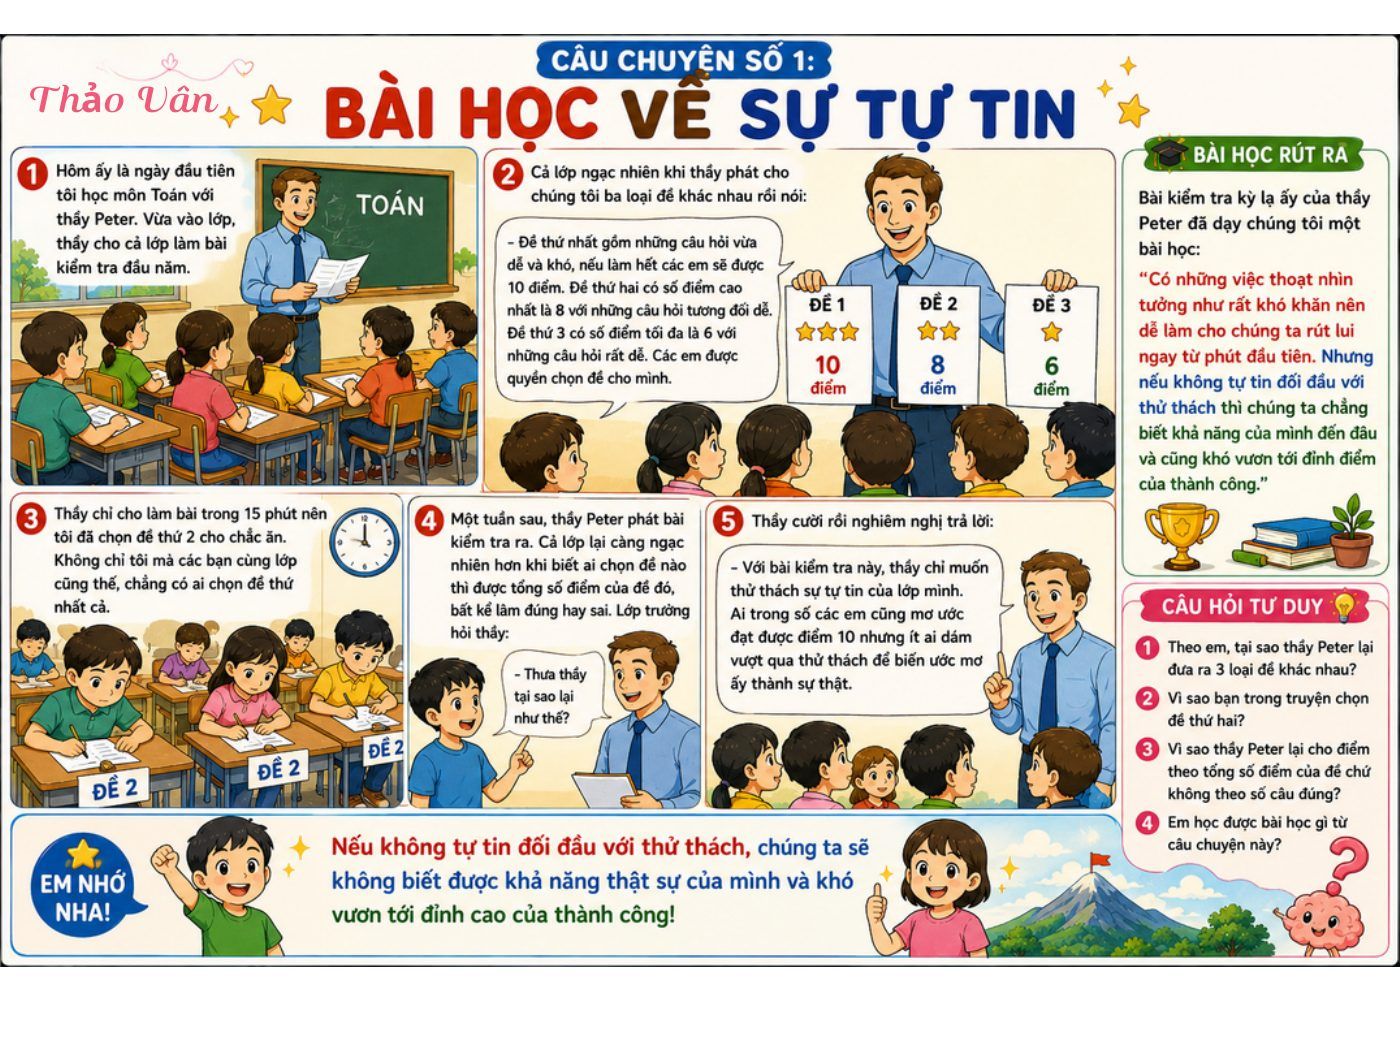 Thảo Vân
CÂU CHUYỆN SỐ 1:
BÀI HỌC VỀ SỰ TỰ TIN
1
Hôm ấy là ngày đầu tiên
tôi học môn Toán với
thầy Peter. Vừa vào lớp,
thầy cho cả lớp làm bài
kiểm tra đầu năm.
TOÁN
2
Cả lớp ngạc nhiên khi thầy phát cho
chúng tôi ba loại đề khác nhau rồi nói:
- Đề thứ nhất gồm những câu hỏi vừa
dễ và khó, nếu làm hết các em sẽ được
10 điểm. Đề thứ hai có số điểm cao
nhất là 8 với những câu hỏi tương đối dễ.
Đề thứ 3 có số điểm tối đa là 6 với
những câu hỏi rất dễ. Các em được
quyền chọn đề cho mình.
ĐỀ 1
10
điểm
ĐỀ 2
8
điểm
ĐỀ 3
6
điểm
3
Thầy chỉ cho làm bài trong 15 phút nên
tôi đã chọn đề thứ 2 cho chắc ăn.
Không chỉ tôi mà các bạn cùng lớp
cũng thế, chẳng có ai chọn đề thứ
nhất cả.
ĐỀ 2
ĐỀ 2
ĐỀ 2
4
Một tuần sau, thầy Peter phát bài
kiểm tra ra. Cả lớp lại càng ngạc
nhiên hơn khi biết ai chọn đề nào
thì được tổng số điểm của đề đó,
bất kể lâm đúng hay sai. Lớp trưởng
hỏi thầy:
- Thưa thầy
tại sao lại
như thế?
5
Thầy cười rồi nghiêm nghị trả lời:
- Với bài kiểm tra này, thầy chỉ muốn
thử thách sự tự tin của lớp mình.
Ai trong số các em cũng mơ ước
đạt được điểm 10 nhưng ít ai dám
vượt qua thử thách để biến ước mơ
ấy thành sự thật.
BÀI HỌC RÚT RA
Bài kiểm tra kỳ lạ ấy của thầy
Peter đã dạy chúng tôi một
bài học:
“Có những việc thoạt nhìn
tưởng như rất khó khăn nên
dễ làm cho chúng ta rút lui
ngay từ phút đầu tiên. Nhưng
nếu không tự tin đối đầu với
thử thách thì chúng ta chẳng
biết khả năng của mình đến đâu
và cũng khó vươn tới đỉnh điểm
của thành công.”
CÂU HỎI TƯ DUY
1 Theo em, tại sao thầy Peter lại
đưa ra 3 loại đề khác nhau?
2 Vì sao bạn trong truyện chọn
đề thứ hai?
3 Vì sao thầy Peter lại cho điểm
theo tổng số điểm của đề chứ
không theo số câu đúng?
4 Em học được bài học gì từ
câu chuyện này?
EM NHỚ
NHA!
Nếu không tự tin đối đầu với thử thách, chúng ta sẽ
không biết được khả năng thật sự của mình và khó
vươn tới đỉnh cao của thành công!